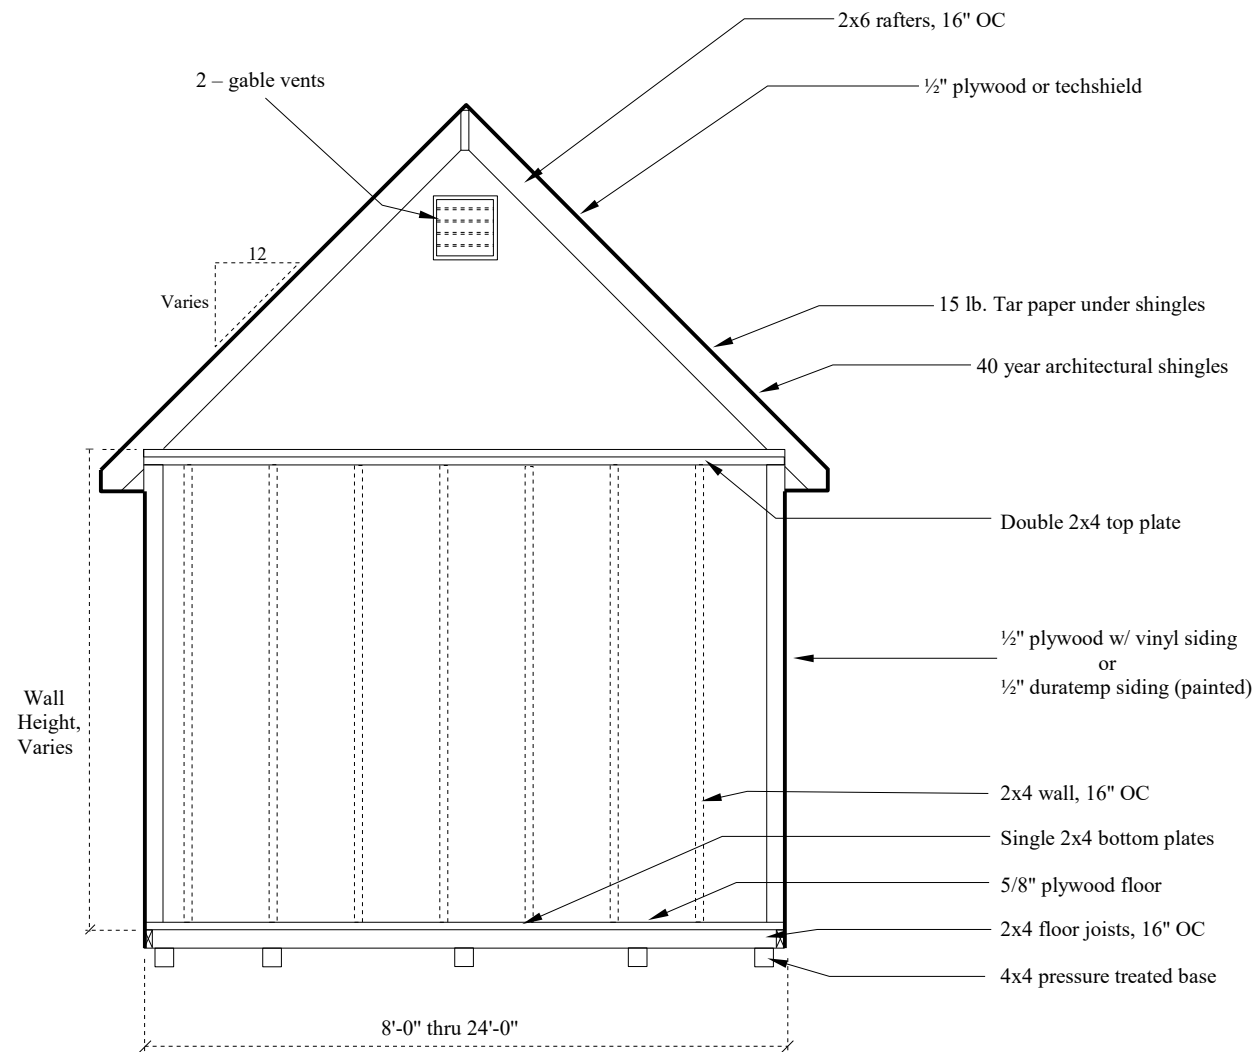 2x6 rafters, 16" OC
2 – gable vents
½" plywood or techshield
12
Varies
15 lb. Tar paper under shingles
40 year architectural shingles
Double 2x4 top plate
½" plywood w/ vinyl siding
or
½" duratemp siding (painted)
Wall
Height,
Varies
2x4 wall, 16" OC
Single 2x4 bottom plates
5/8" plywood floor
2x4 floor joists, 16" OC
4x4 pressure treated base
8'-0" thru 24'-0"